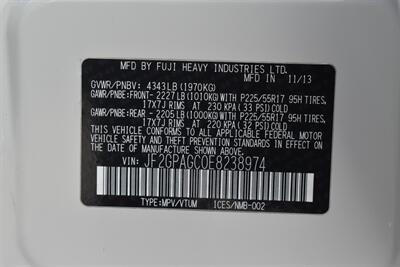 MFD BY FUJI HEAVY INDUSTRIES LTD.
MFD IN 11/13
GVWR/PNBV: 4343LB(1970KG)
GAWR/PNBE:FRONT- 2227 LB(1010KG)WITH P225/55R17 95H TIRES,
17X7J RIMS AT 230 KPA(33 PSI)COLD
GAWR/PNBE:REAR - 2205LB(1000KG)WITH P225/55R17 95H TIRES,
17X7J RIMS AT 220 KPA(32 PSI)COLD
THIS VEHICLE CONFORMS TO ALL APPLICABLE U.S. FEDERAL MOTOR
VEHICLE SAFETY AND THEFT PREVENTION STANDARDS IN EFFECT
ON THE DATE OF MANUFACTURE SHOWN ABOVE.
VIN: JF2GPAGC0E8238974
TYPE:MPV/VTUM ICES/NMB-002